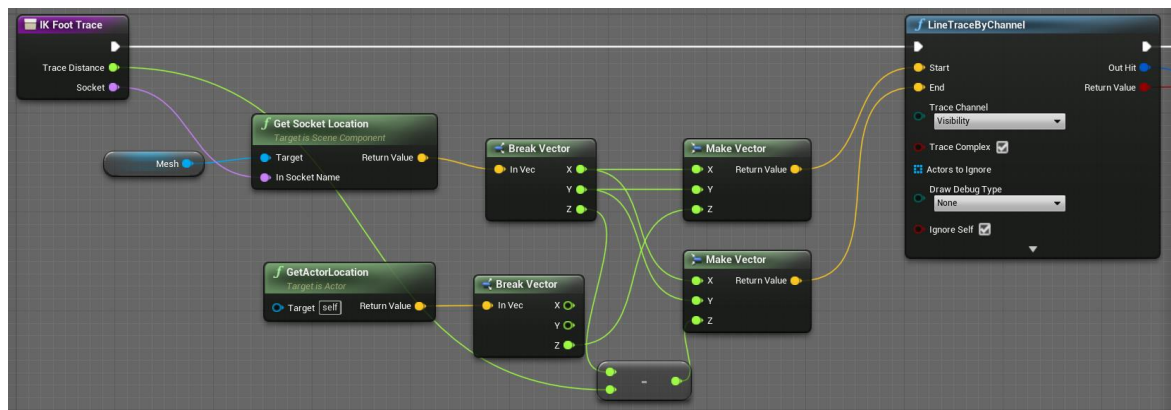 IK Foot Trace
Trace Distance
Socket
Mesh
Get Socket Location
Target is Scene Component
Target Return Value
In Socket Name
GetActorLocation
Target is Actor
Target self Return Value
Break Vector
In Vec X
Y
Z
Break Vector
In Vec X
Y
Z
-
Make Vector
X Return Value
Y
Z
Make Vector
X Return Value
Y
Z
LineTraceByChannel
Start Out Hit
End Return Value
Trace Channel
Visibility
Trace Complex
Actors to Ignore
Draw Debug Type
None
Ignore Self